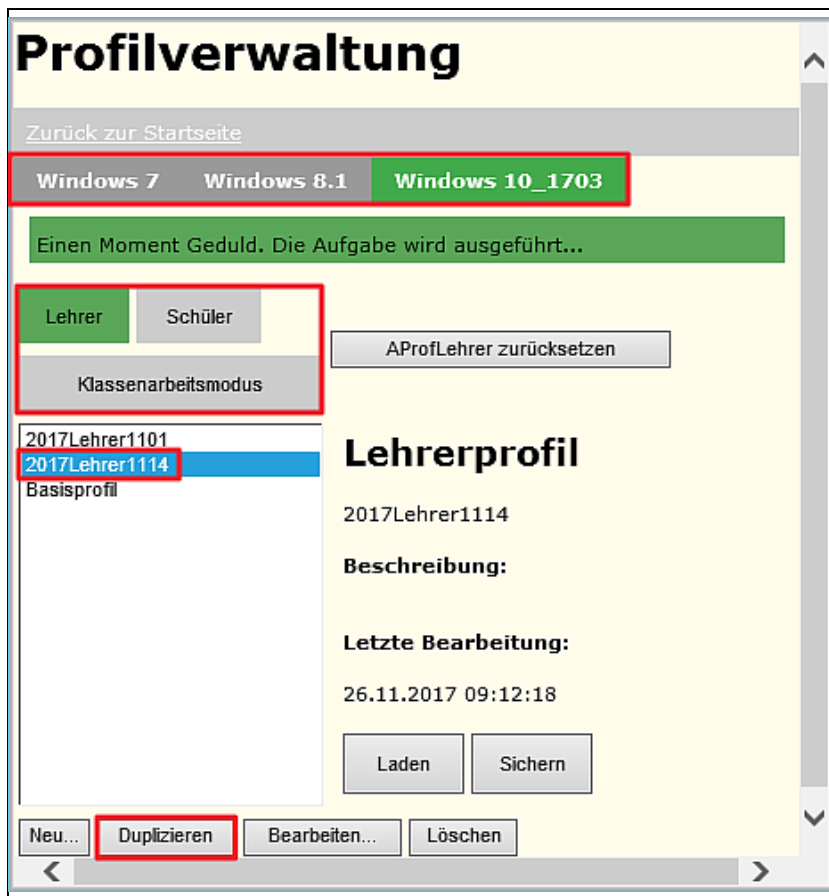 Profilverwaltung
Zurück zur Startseite
Windows 7 Windows 8.1 Windows 10_1703
Einen Moment Geduld. Die Aufgabe wird ausgeführt...
Lehrer Schüler
Klassenarbeitsmodus
AProfLehrer zurücksetzen
2017Lehrer1101
2017Lehrer1114
Basisprofil
Lehrerprofil
2017Lehrer1114
Beschreibung:
Letzte Bearbeitung:
26.11.2017 09:12:18
Laden Sichern
Neu... Duplizieren Bearbeiten... Löschen